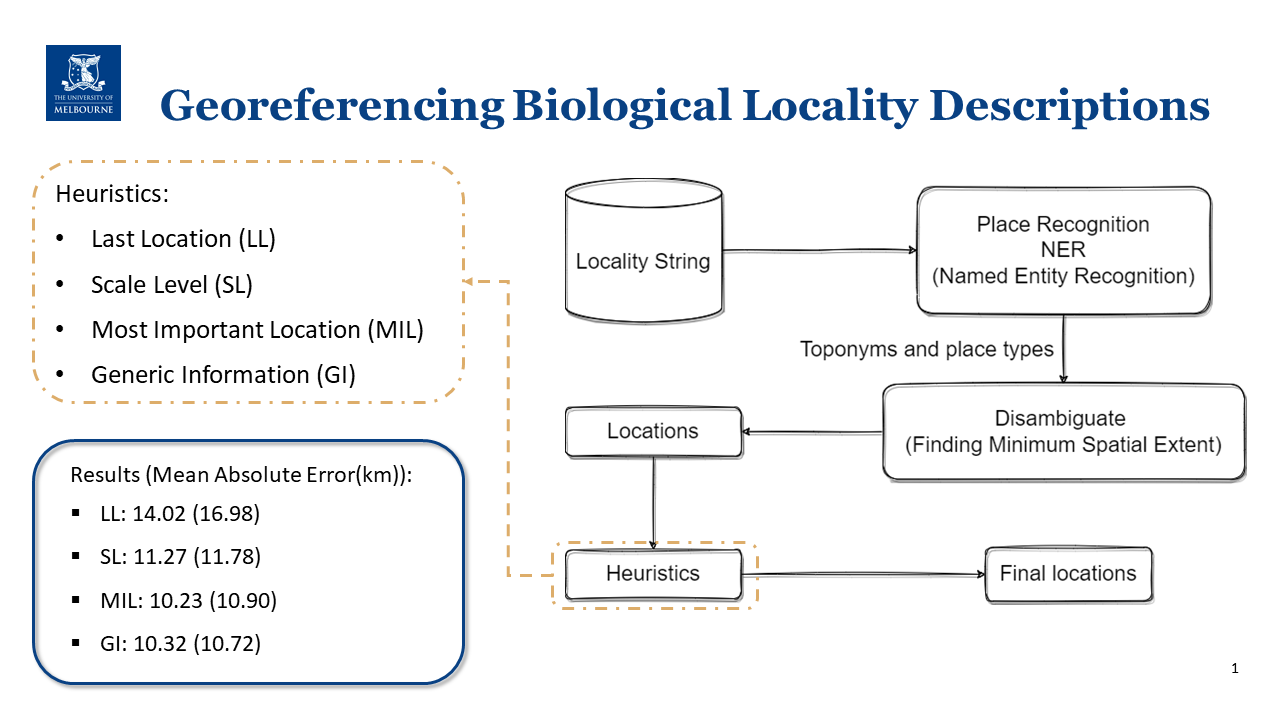 THE UNIVERSITY OF
MELBOURNE
Georeferencing Biological Locality Descriptions
Heuristics:
• Last Location (LL)
• Scale Level (SL)
• Most Important Location (MIL)
• Generic Information (GI)
Results (Mean Absolute Error(km)):
▪ LL: 14.02 (16.98)
▪ SL: 11.27 (11.78)
▪ MIL: 10.23 (10.90)
▪ GI: 10.32 (10.72)
Locality String
Place Recognition
NER
(Named Entity Recognition)
Toponyms and place types
Disambiguate
(Finding Minimum Spatial Extent)
Locations
Heuristics
Final locations
1